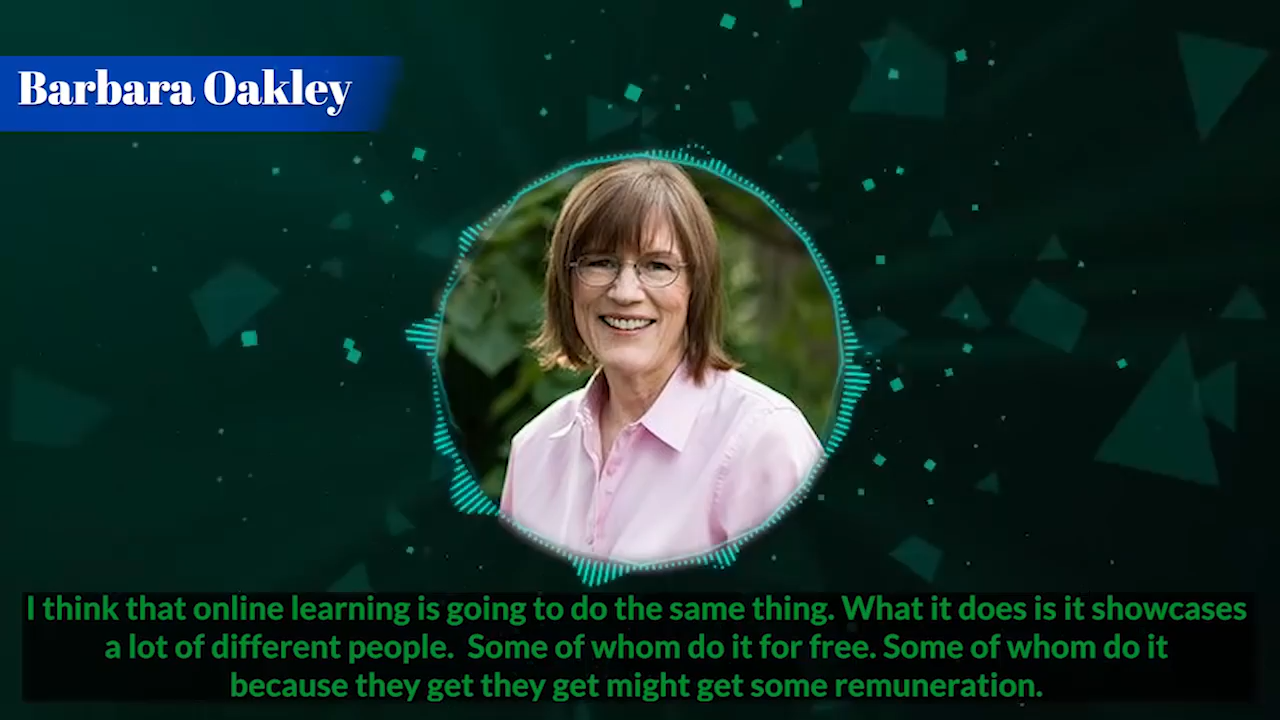 Barbara Oakley
I think that online learning is going to do the same thing. What it does is it showcases
a lot of different people.  Some of whom do it for free. Some of whom do it
because they get they get might get some remuneration.